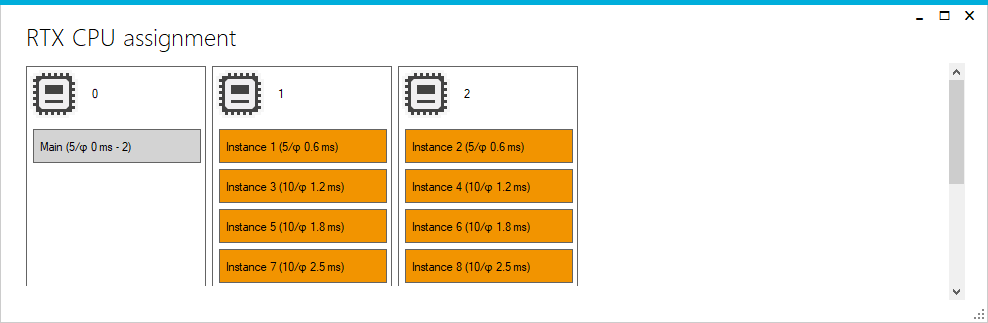 RTX CPU assignment
0
1
2
Main (5/φ 0 ms - 2)
Instance 1 (5/φ 0.6 ms)
Instance 2 (5/φ 0.6 ms)
Instance 3 (10/φ 1.2 ms)
Instance 4 (10/φ 1.2 ms)
Instance 5 (10/φ 1.8 ms)
Instance 6 (10/φ 1.8 ms)
Instance 7 (10/φ 2.5 ms)
Instance 8 (10/φ 2.5 ms)